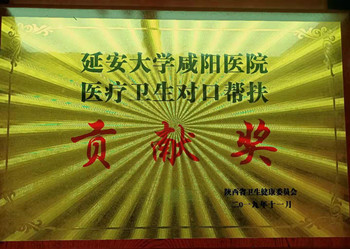 延安大学咸阳医院
医疗卫生对口帮扶
贡献奖
陕西省卫生健康委员会
二〇一九年十一月